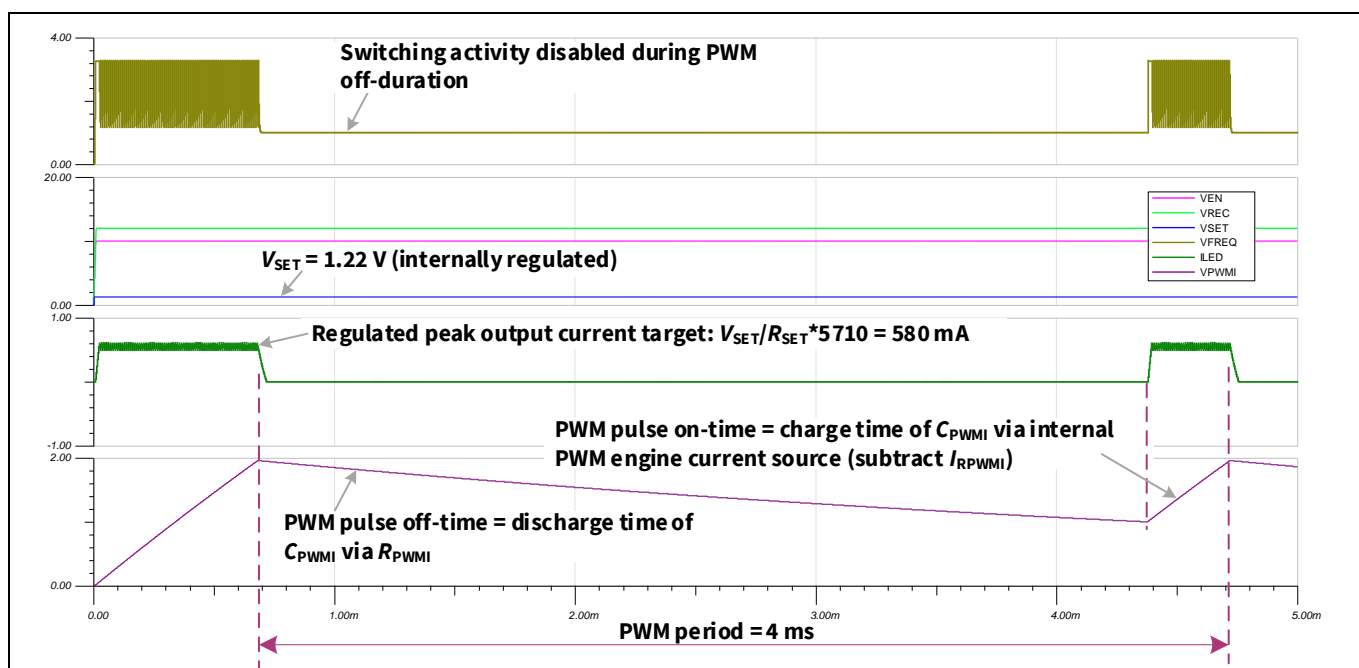 4.00
Switching activity disabled during PWM
off-duration
0.00
20.00
VEN
VREC
VSET
VFREQ
ILED
VPWMI
VSET = 1.22 V (internally regulated)
0.00
1.00
Regulated peak output current target: VSET/RSET*5710 = 580 mA
-1.00
PWM pulse on-time = charge time of CPWMI via internal
PWM engine current source (subtract IRPWMI)
2.00
PWM pulse off-time = discharge time of
CPWMI via RPWMI
0.00
0.00 1.00m 2.00m 3.00m 4.00m 5.00m
PWM period = 4 ms